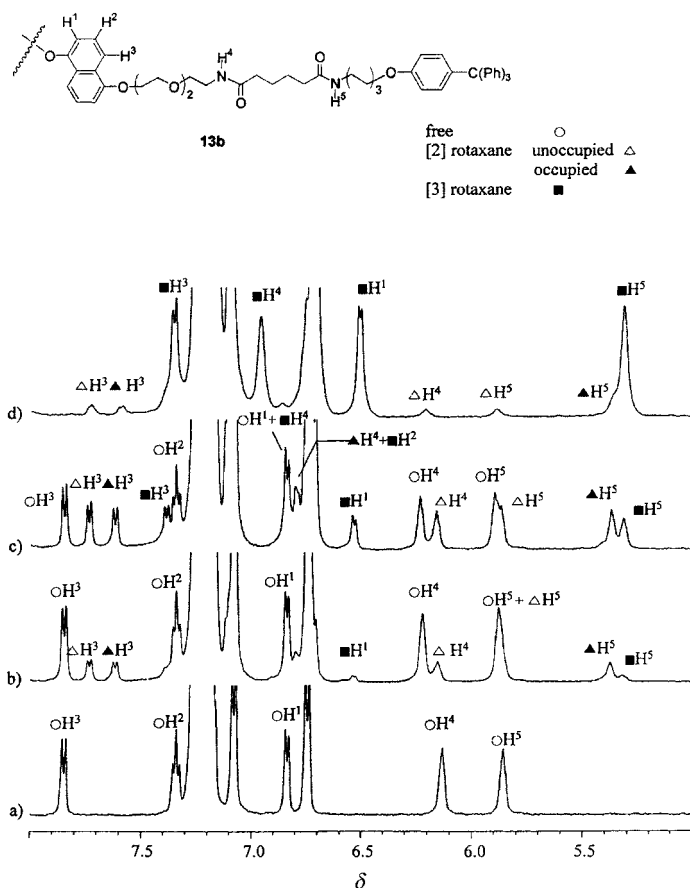 H¹ H²
O H³ H⁴ H
O ( O )₂ N O O N ( )₃ O C(Ph)₃
H⁵
13b
free ○
[2] rotaxane unoccupied △
occupied ▲
[3] rotaxane ■
■H³ ■H⁴ ■H¹ ■H⁵
△H³ ▲H³ △H⁴ △H⁵ ▲H⁵
d)
○H¹+■H⁴ ▲H⁴+■H²
○H³ △H³ ▲H³ ■H³ ○H² ■H¹ ○H⁴ △H⁴ ○H⁵ △H⁵ ▲H⁵ ■H⁵
c)
○H³ △H³ ▲H³ ○H² ○H¹ ■H¹ ○H⁴ △H⁴ ○H⁵+△H⁵ ▲H⁵ ■H⁵
b)
○H³ ○H² ○H¹ ○H⁴ ○H⁵
a)
7.5 7.0 6.5 6.0 5.5
δ